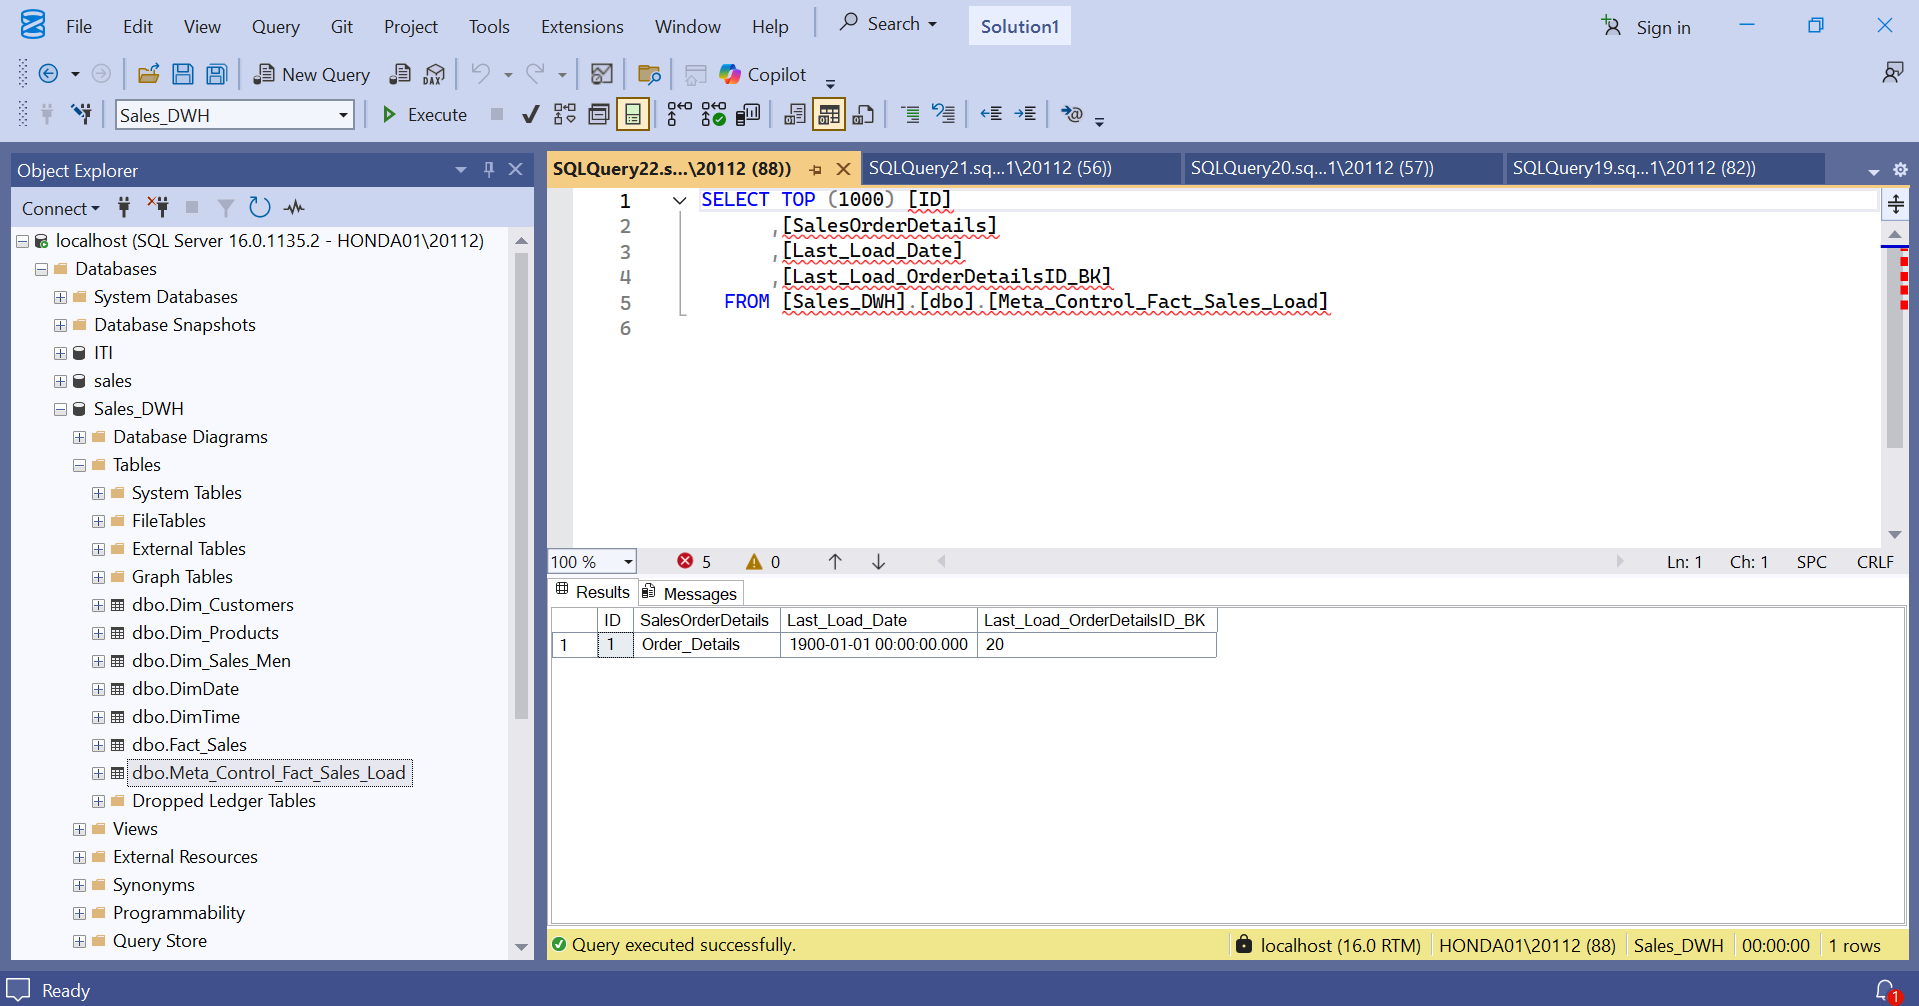 File Edit View Query Git Project Tools Extensions Window Help Search Solution1 Sign in
New Query DAX Copilot
Sales_DWH Execute
Object Explorer
Connect
localhost (SQL Server 16.0.1135.2 - HONDA01\20112)
Databases
System Databases
Database Snapshots
ITI
sales
Sales_DWH
Database Diagrams
Tables
System Tables
FileTables
External Tables
Graph Tables
dbo.Dim_Customers
dbo.Dim_Products
dbo.Dim_Sales_Men
dbo.DimDate
dbo.DimTime
dbo.Fact_Sales
dbo.Meta_Control_Fact_Sales_Load
Dropped Ledger Tables
Views
External Resources
Synonyms
Programmability
Query Store
SQLQuery22.s...\20112 (88)) SQLQuery21.sq...1\20112 (56)) SQLQuery20.sq...1\20112 (57)) SQLQuery19.sq...1\20112 (82))
1 SELECT TOP (1000) [ID]
2 ,[SalesOrderDetails]
3 ,[Last_Load_Date]
4 ,[Last_Load_OrderDetailsID_BK]
5 FROM [Sales_DWH].[dbo].[Meta_Control_Fact_Sales_Load]
6
100 % 5 0 Ln: 1 Ch: 1 SPC CRLF
Results Messages
ID SalesOrderDetails Last_Load_Date Last_Load_OrderDetailsID_BK
1 1 Order_Details 1900-01-01 00:00:00.000 20
Query executed successfully. localhost (16.0 RTM) HONDA01\20112 (88) Sales_DWH 00:00:00 1 rows
Ready 1